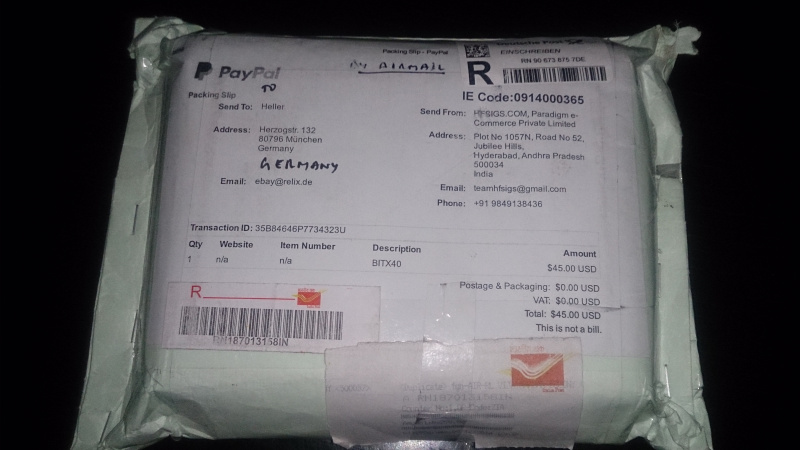 Packing Slip - PayPal
Deutsche Post
EINSCHREIBEN
RN 90 673 875 7DE
R
PayPal
By AIRMAIL
IE Code:0914000365
Packing Slip
TO
Send To: Heller
Send From: HFSIGS.COM, Paradigm e-
Commerce Private Limited
Address: Herzogstr. 132
80796 München
Germany
GERMANY
Address: Plot No 1057N, Road No 52,
Jubilee Hills,
Hyderabad, Andhra Pradesh
500034
India
Email: ebay@relix.de
Email: teamhfsigs@gmail.com
Phone: +91 9849138436
Transaction ID: 35B84646P7734323U
Qty Website Item Number Description Amount
1 n/a n/a BITX40 $45.00 USD
Postage & Packaging: $0.00 USD
VAT: $0.00 USD
Total: $45.00 USD
This is not a bill.
R
RH187013158IN